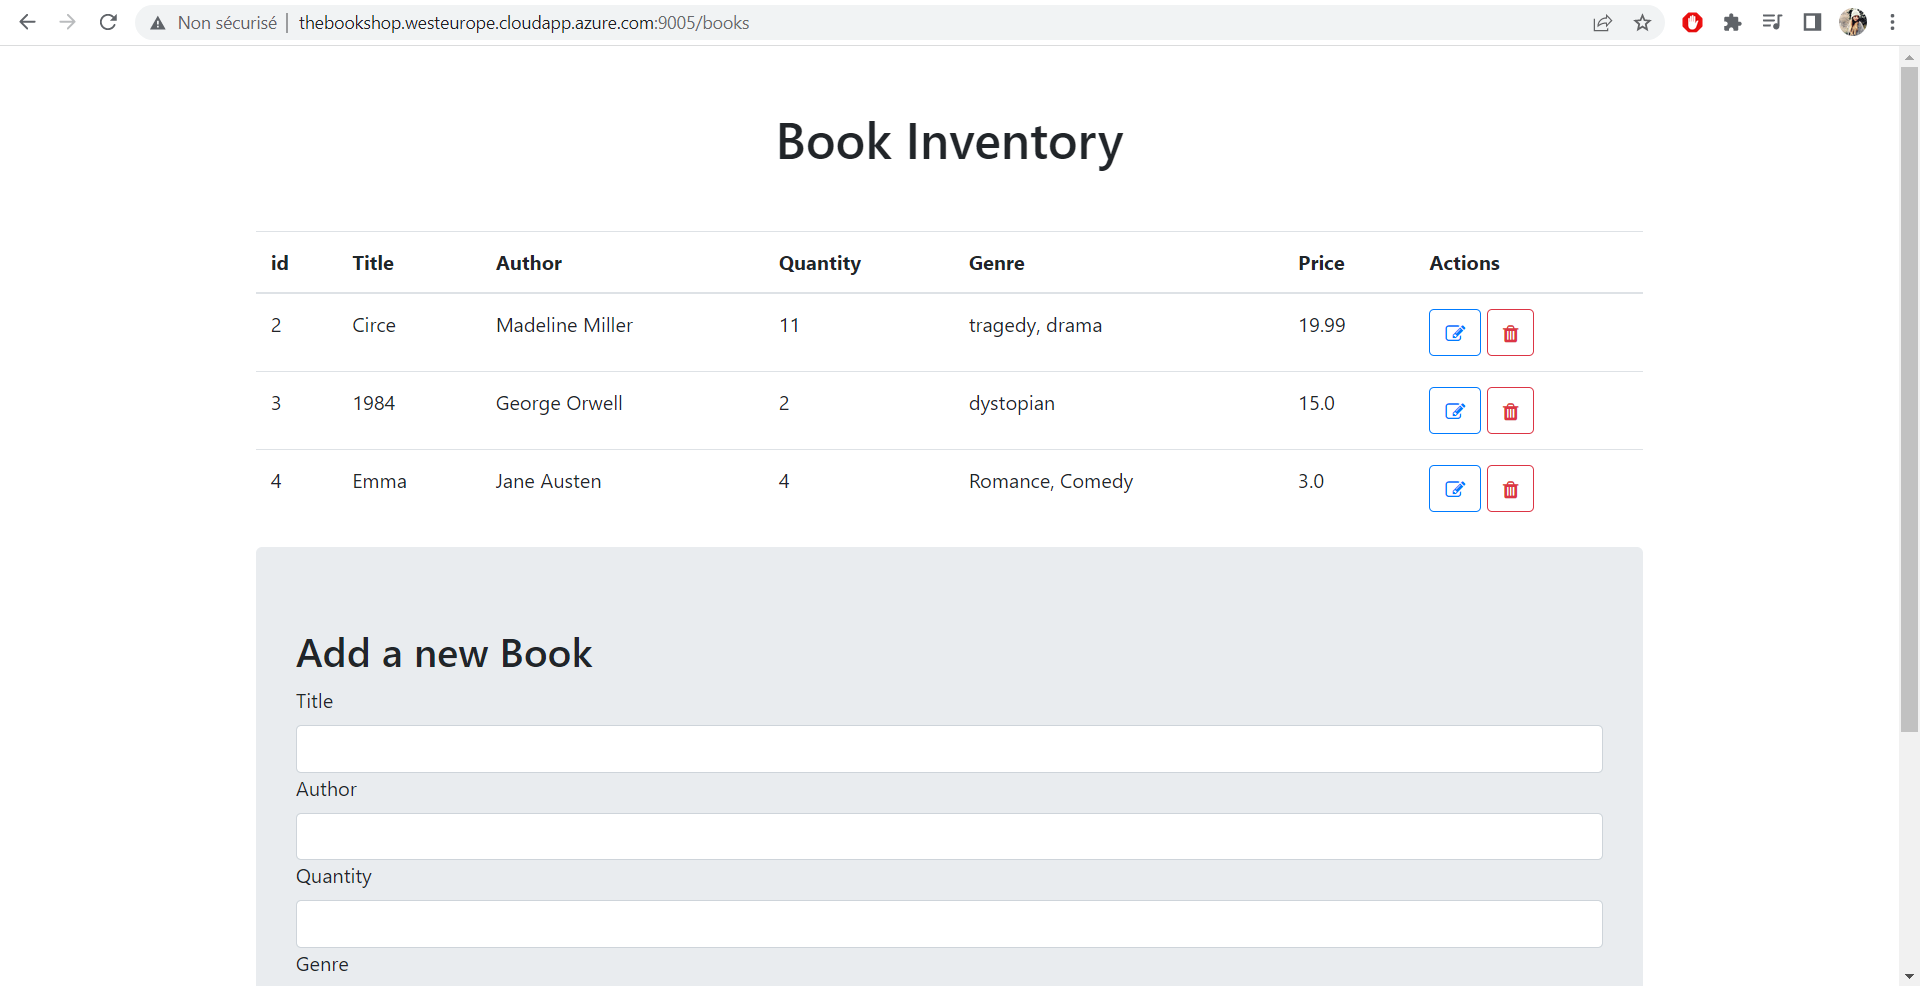 Non sécurisé | thebookshop.westeurope.cloudapp.azure.com:9005/books
Book Inventory
id Title Author Quantity Genre Price Actions
2 Circe Madeline Miller 11 tragedy, drama 19.99
3 1984 George Orwell 2 dystopian 15.0
4 Emma Jane Austen 4 Romance, Comedy 3.0
Add a new Book
Title
Author
Quantity
Genre